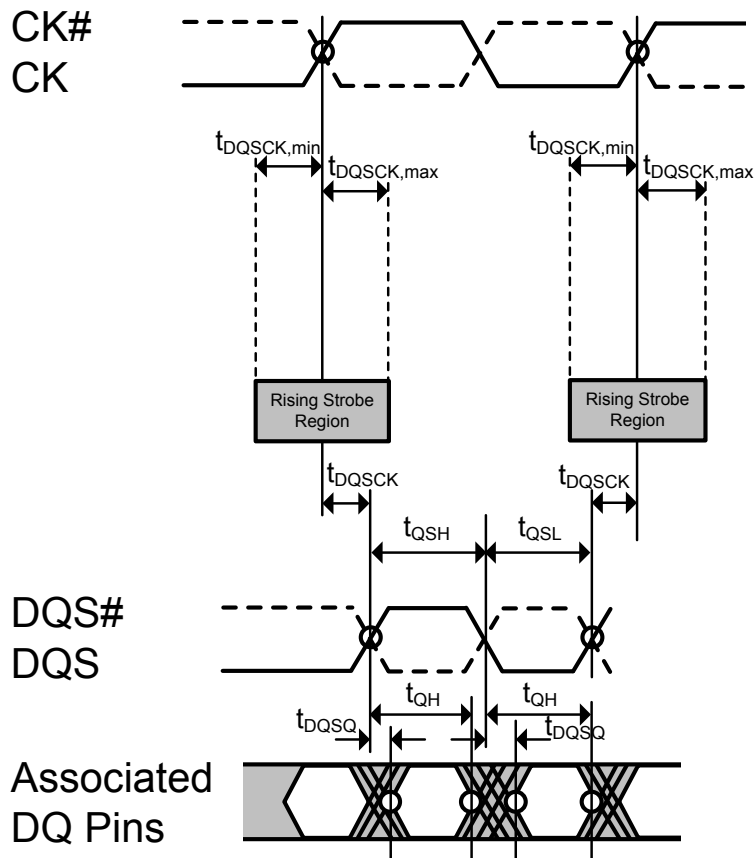 CK#
CK
tDQSCK,min
tDQSCK,min
tDQSCK,max
tDQSCK,max
Rising Strobe
Region
Rising Strobe
Region
tDQSCK
tDQSCK
tQSH
tQSL
DQS#
DQS
tQH
tQH
tDQSQ
tDQSQ
Associated
DQ Pins